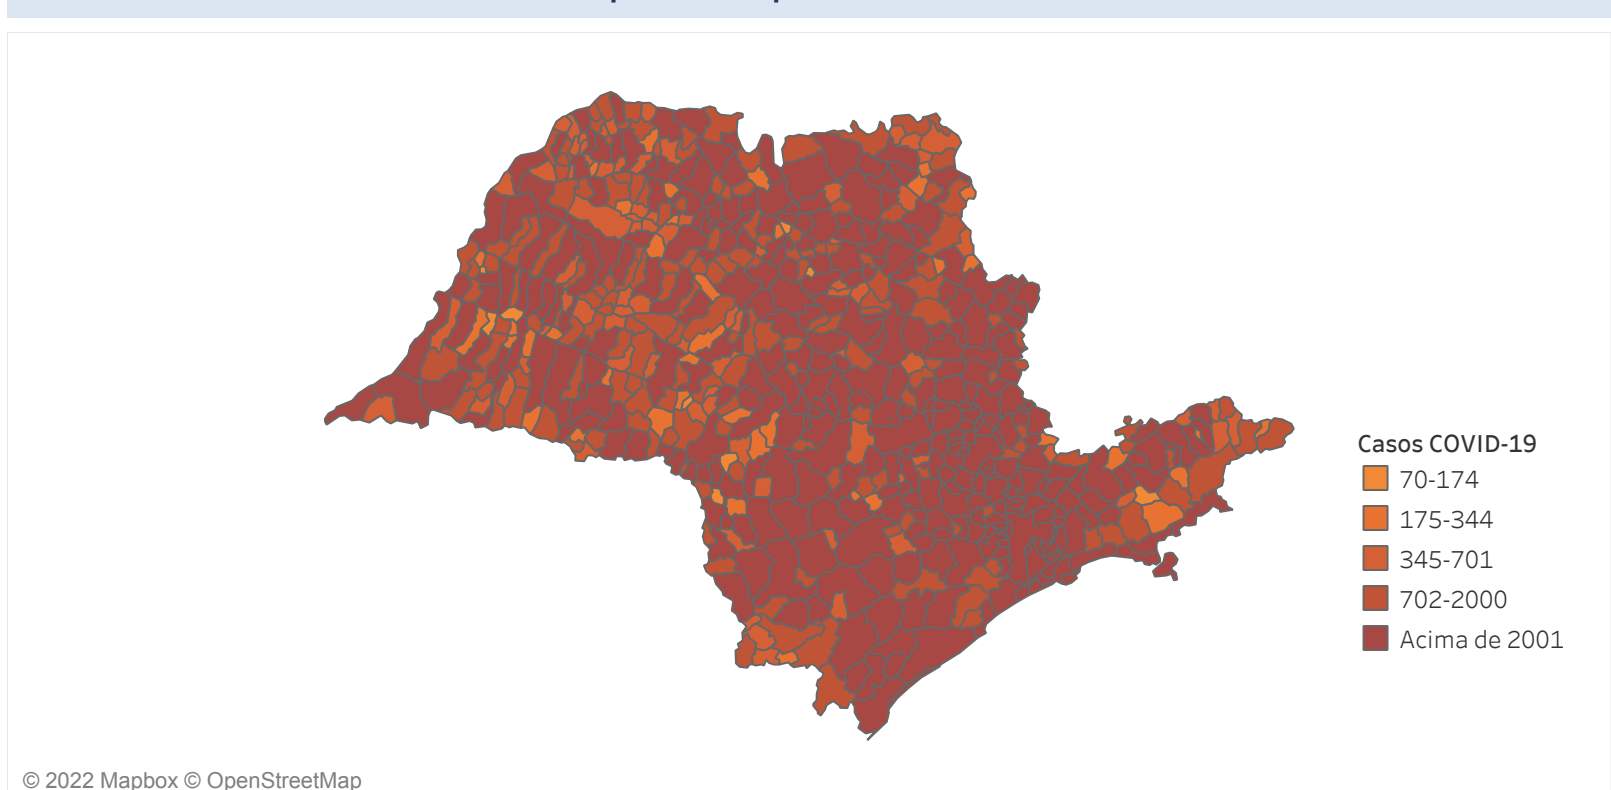 Casos COVID-19
70-174
175-344
345-701
702-2000
Acima de 2001
© 2022 Mapbox © OpenStreetMap